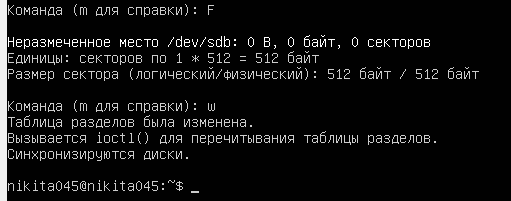 Команда (m для справки): F
Неразмеченное место /dev/sdb: 0 B, 0 байт, 0 секторов
Единицы: секторов по 1 * 512 = 512 байт
Размер сектора (логический/физический): 512 байт / 512 байт
Команда (m для справки): w
Таблица разделов была изменена.
Вызывается ioctl() для перечитывания таблицы разделов.
Синхронизируются диски.
nikita045@nikita045:~$ _